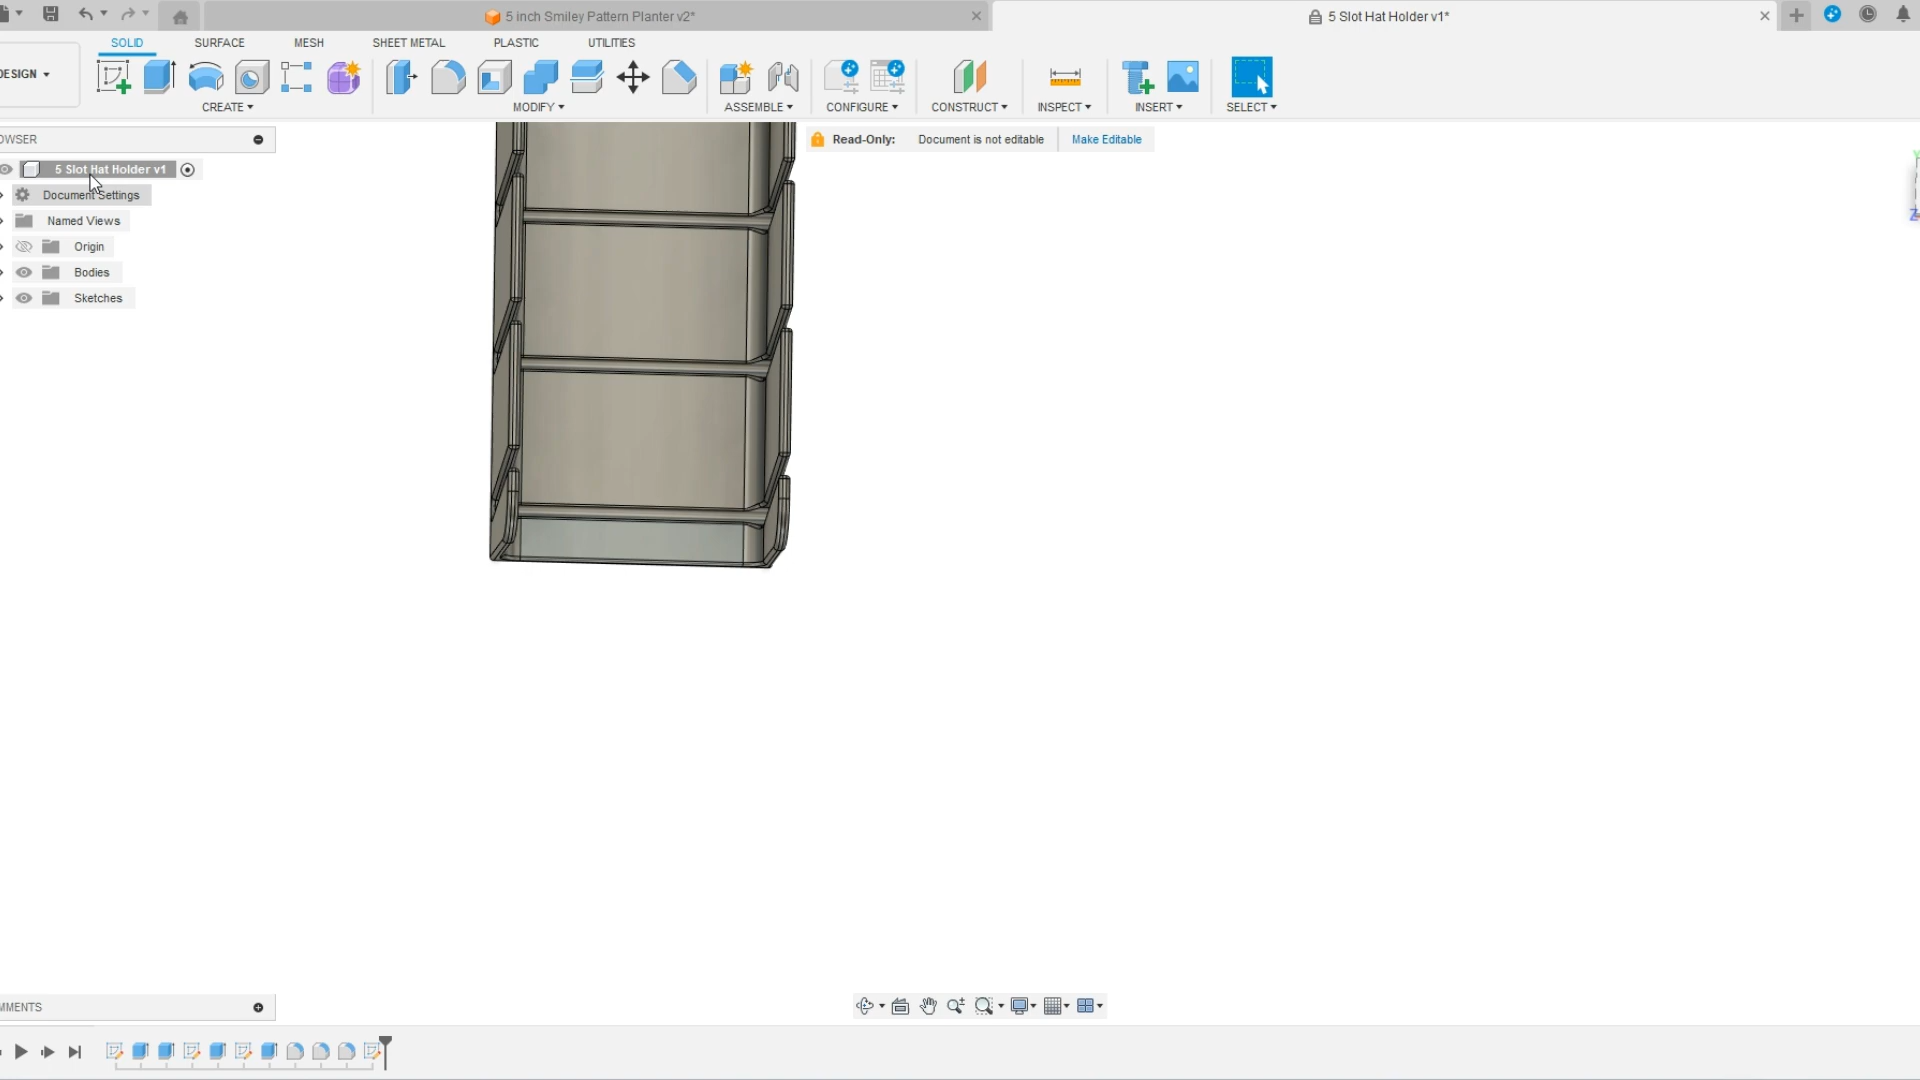 5 inch Smiley Pattern Planter v2*
5 Slot Hat Holder v1*
SOLID SURFACE MESH SHEET METAL PLASTIC UTILITIES
DESIGN
CREATE MODIFY ASSEMBLE CONFIGURE CONSTRUCT INSPECT INSERT SELECT
OWSER
Read-Only: Document is not editable Make Editable
5 Slot Hat Holder v1
Document Settings
Named Views
Origin
Bodies
Sketches
Z
MMENTS